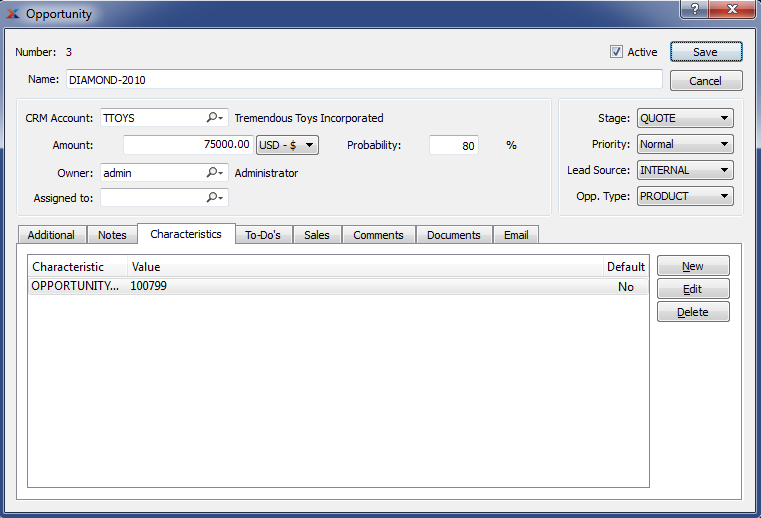 Opportunity
Number: 3
Active
Save
Name: DIAMOND-2010
Cancel
CRM Account: TTOYS Tremendous Toys Incorporated
Stage: QUOTE
Amount: 75000.00 USD - $ Probability: 80 %
Priority: Normal
Owner: admin Administrator
Lead Source: INTERNAL
Assigned to:
Opp. Type: PRODUCT
Additional Notes Characteristics To-Do's Sales Comments Documents Email
Characteristic Value Default
New
OPPORTUNITY... 100799 No
Edit
Delete